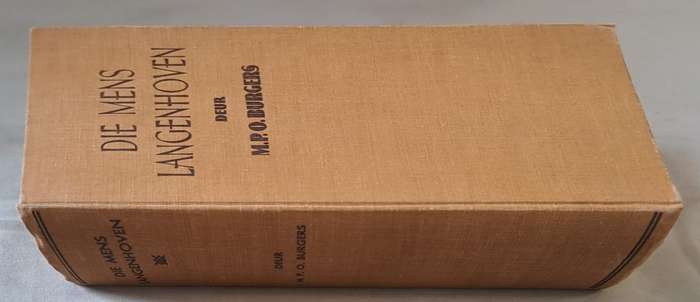 DIE MENS
LANGENHOVEN
DEUR
M.P.O. BURGERS
DIE MENS
LANGENHOVEN
DEUR
M. P. O. BURGERS